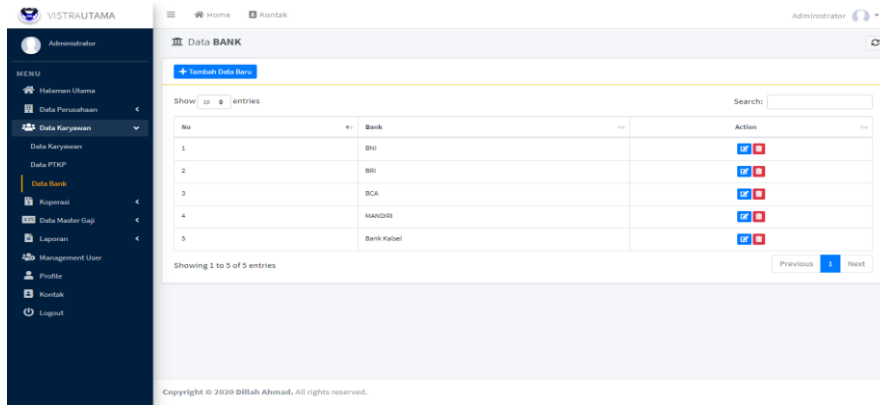 VISTRAUTAMA
Home Kontak
Administrator
Administrator
MENU
Halaman Utama
Data Perusahaan
Data Karyawan
Data Karyawan
Data PTKP
Data Bank
Koperasi
Data Master Gaji
Laporan
Management User
Profile
Kontak
Logout
Data BANK
+ Tambah Data Baru
Show 10 entries
Search:
No Bank Action
1 BNI
2 BRI
3 BCA
4 MANDIRI
5 Bank Kalsel
Showing 1 to 5 of 5 entries
Previous 1 Next
Copyright © 2020 Dillah Ahmad. All rights reserved.